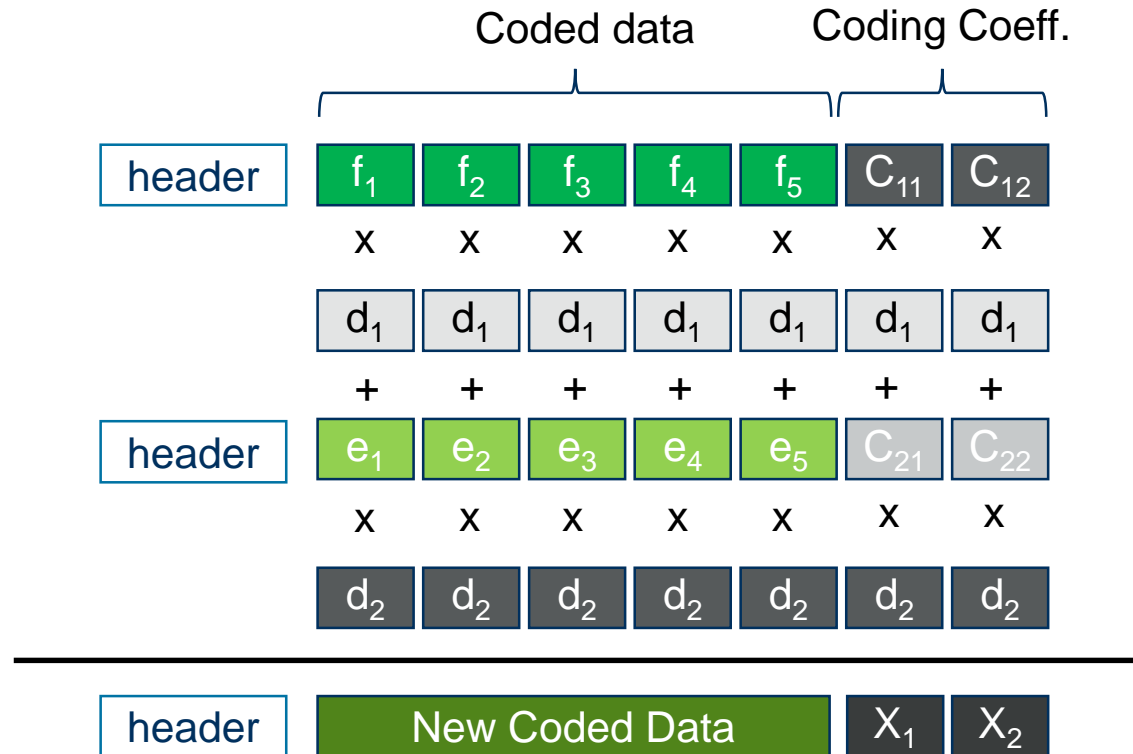 Coded data Coding Coeff.
header f₁ f₂ f₃ f₄ f₅ C₁₁ C₁₂
x x x x x x x
d₁ d₁ d₁ d₁ d₁ d₁ d₁
+ + + + + + +
header e₁ e₂ e₃ e₄ e₅ C₂₁ C₂₂
x x x x x x x
d₂ d₂ d₂ d₂ d₂ d₂ d₂
header New Coded Data X₁ X₂